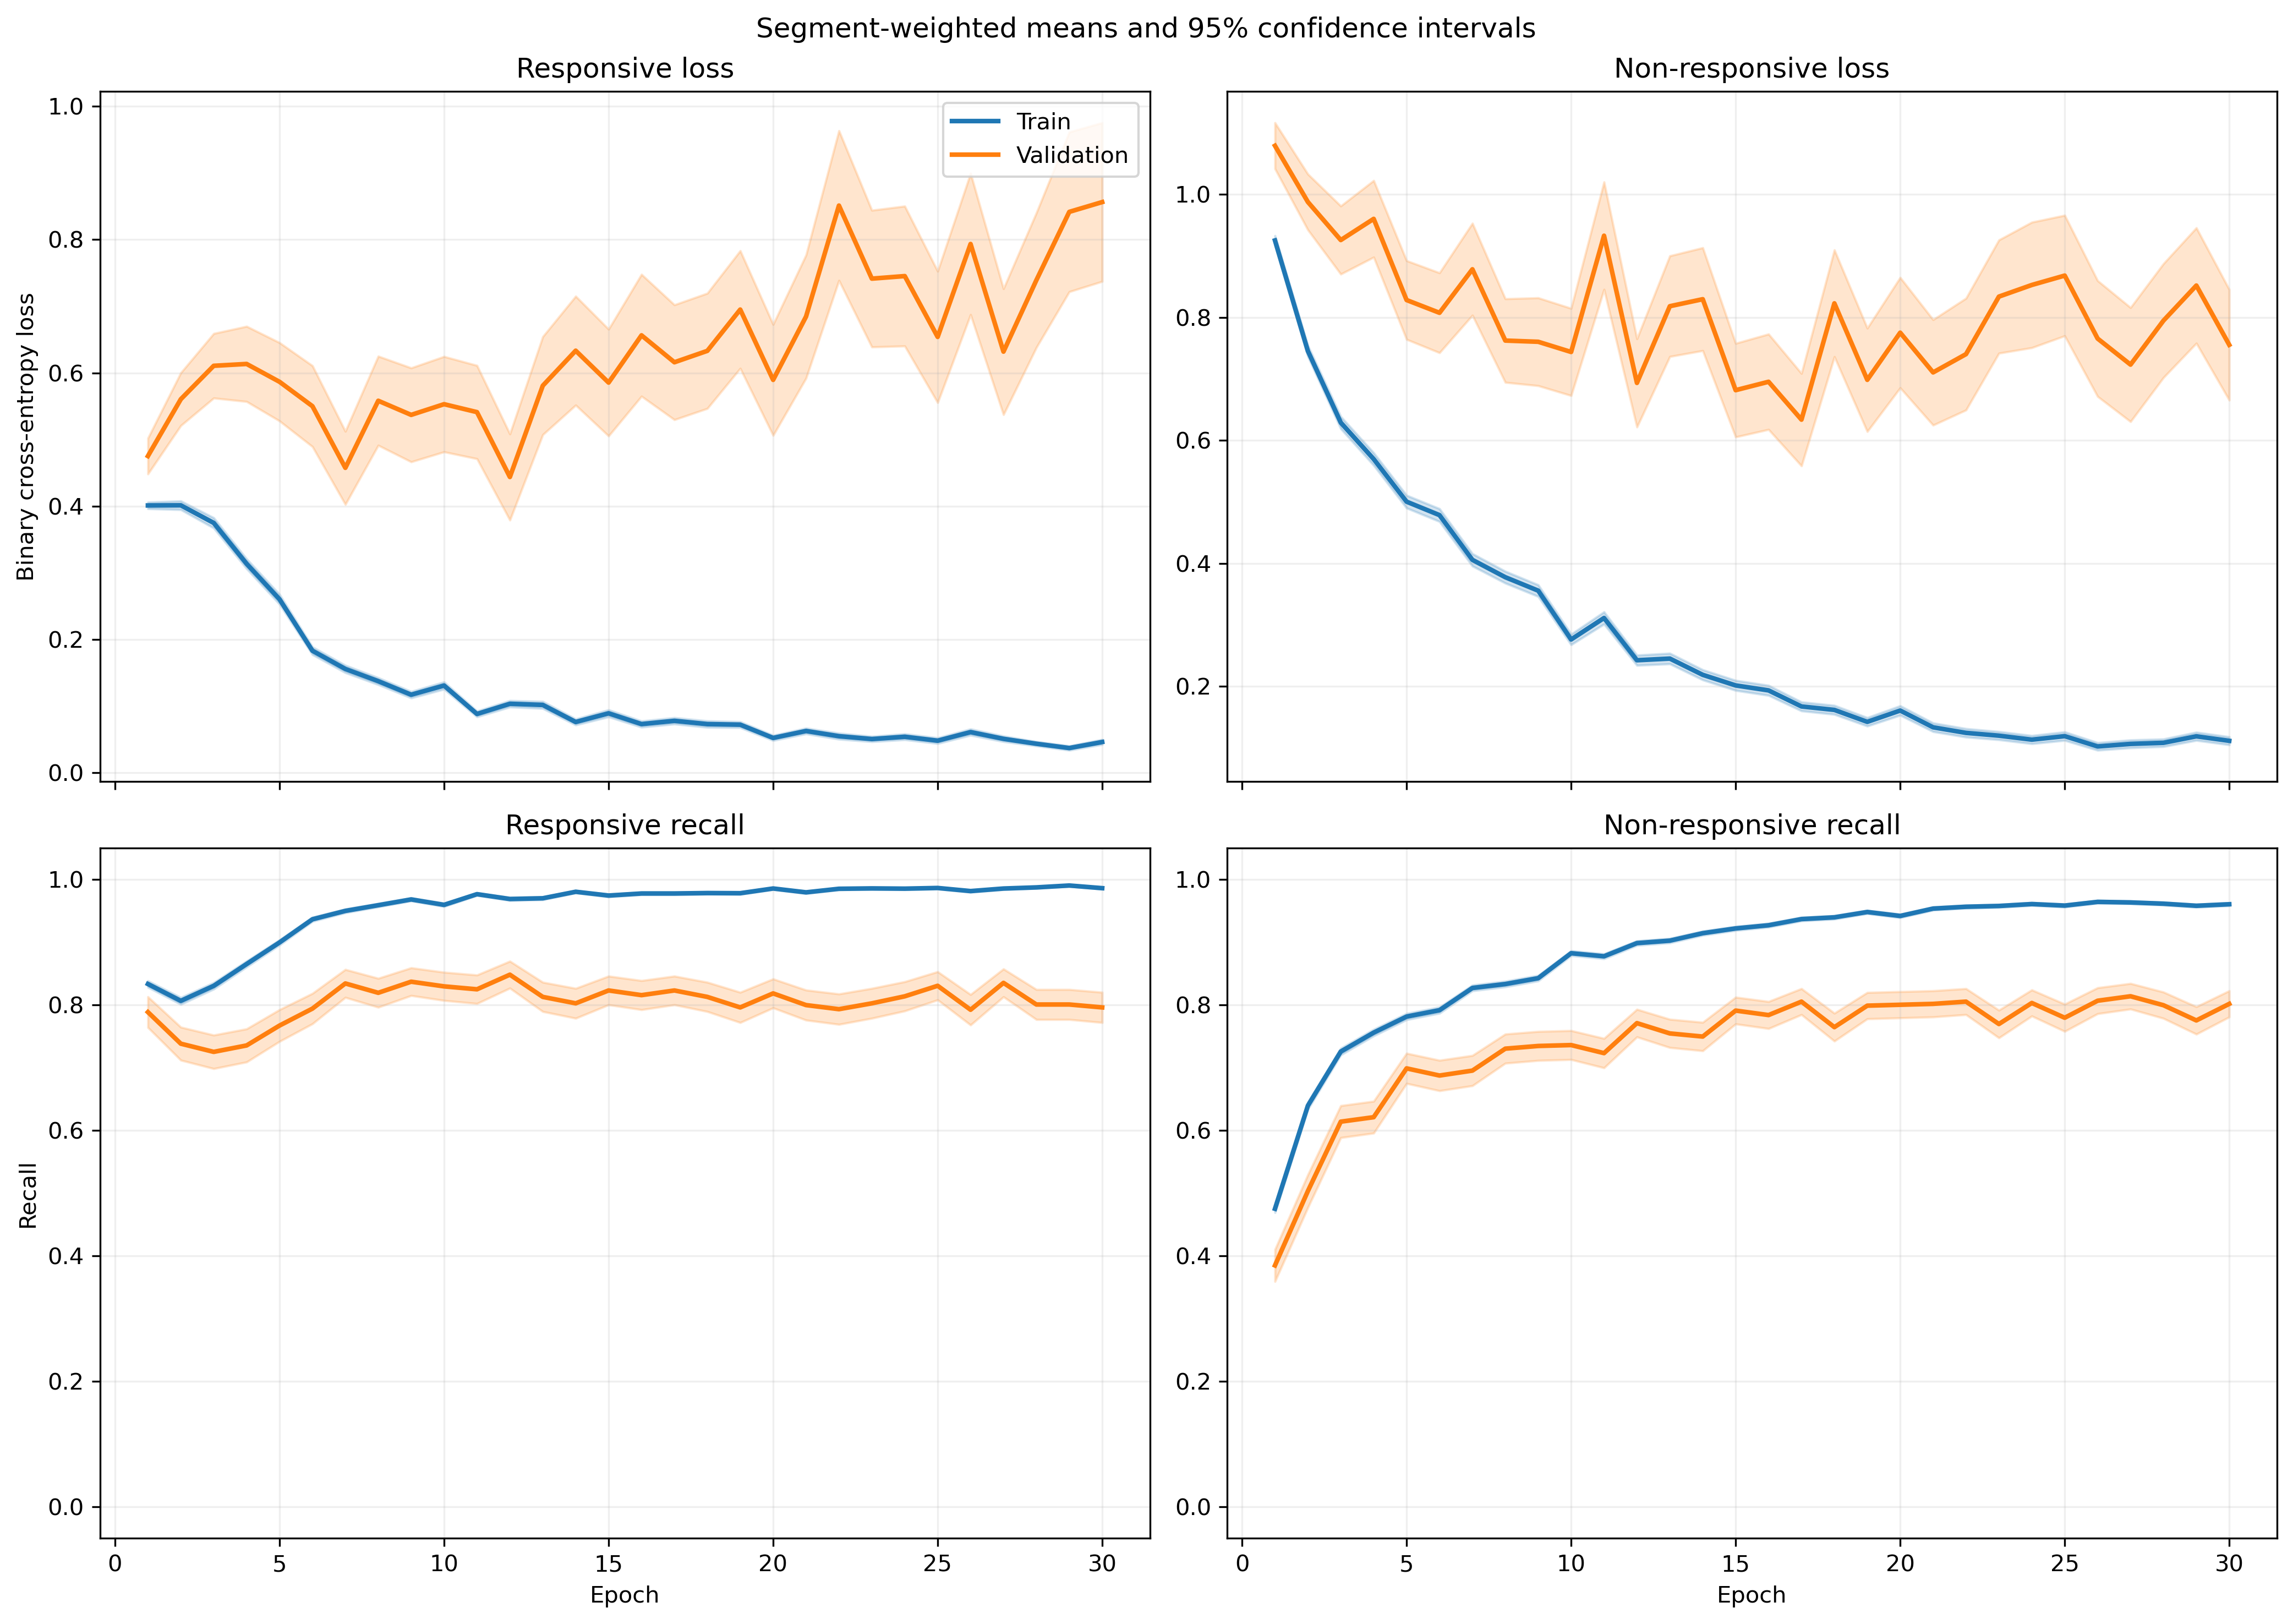 Segment-weighted means and 95% confidence intervals
Responsive loss
Non-responsive loss
Train
Validation
Binary cross-entropy loss
1.0
0.8
0.6
0.4
0.2
0.0
1.0
0.8
0.6
0.4
0.2
Responsive recall
Non-responsive recall
Recall
1.0
0.8
0.6
0.4
0.2
0.0
0 5 10 15 20 25 30
Epoch
1.0
0.8
0.6
0.4
0.2
0.0
0 5 10 15 20 25 30
Epoch